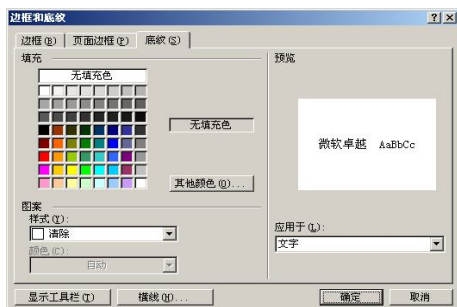 边框和底纹
边框(B) 页面边框(P) 底纹(S)
填充
无填充色
无填充色
其他颜色(O)...
图案
样式(Y):
清除
颜色(C):
自动
预览
微软卓越 AaBbCc
应用于(L):
文字
显示工具栏(T) 横线(H)... 确定 取消